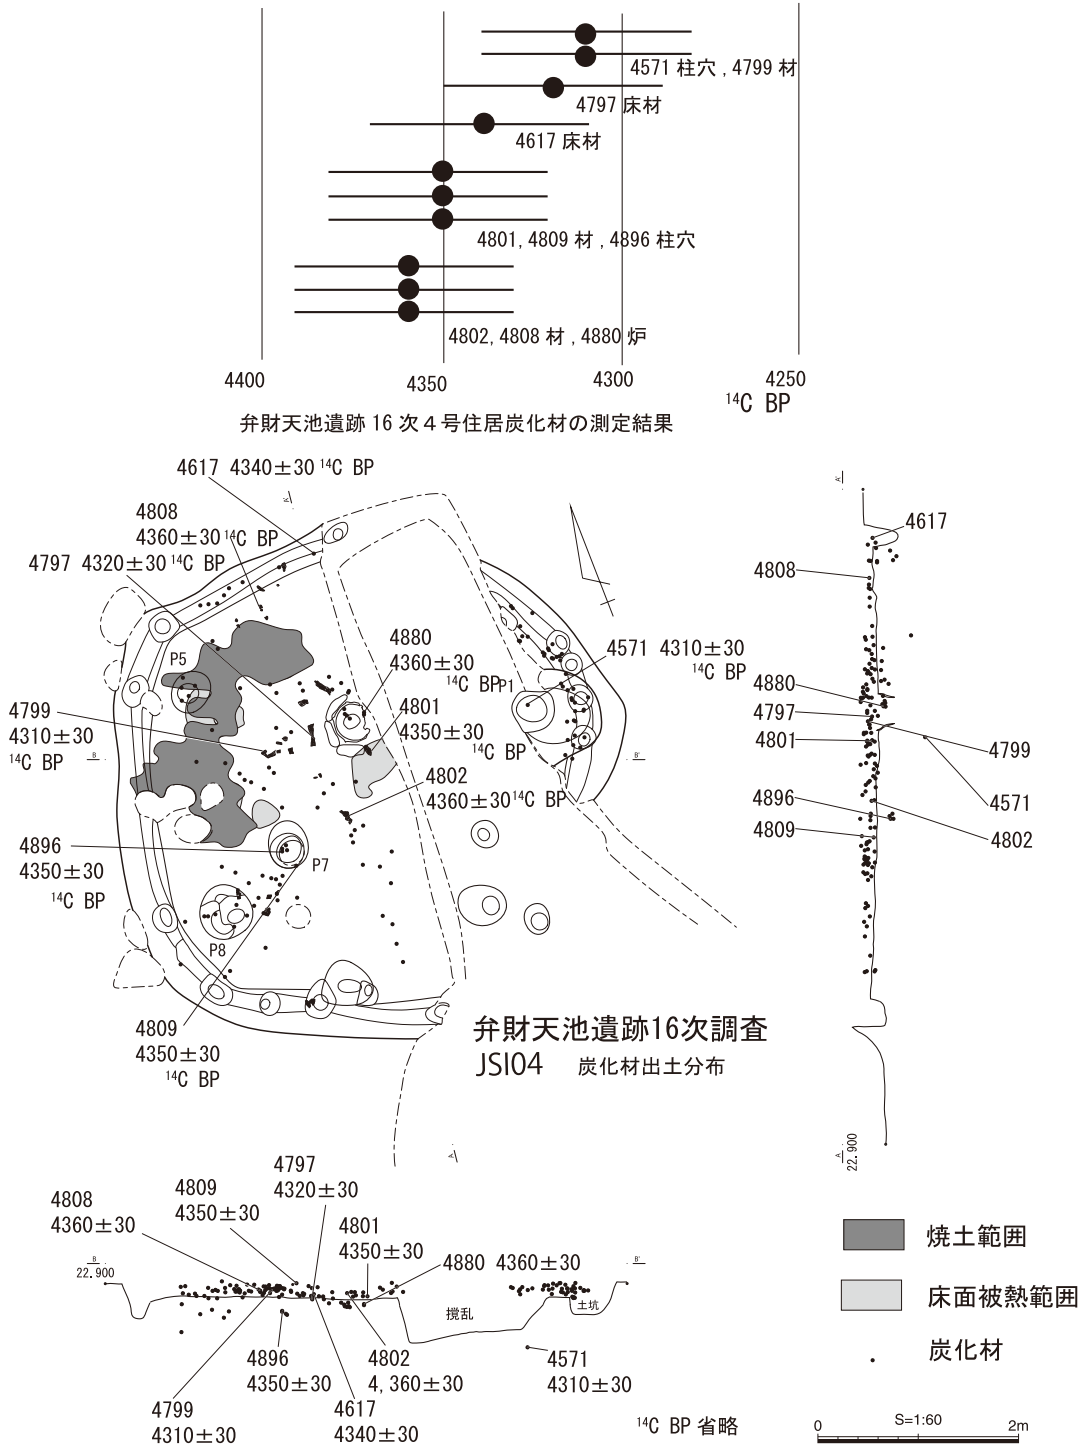 4571 柱穴 , 4799 材
4797 床材
4617 床材
4801, 4809 材 , 4896 柱穴
4802, 4808 材 , 4880 炉
4400
4350
4300
4250
¹⁴C BP
弁財天池遺跡 16 次４号住居炭化材の測定結果
4617 4340±30 ¹⁴C BP
4808
4360±30 ¹⁴C BP
4797 4320±30 ¹⁴C BP
A'
P5
4880
4360±30
¹⁴C BP
P1
4571 4310±30
¹⁴C BP
4801
4350±30
¹⁴C BP
4799
4310±30
¹⁴C BP
B
B'
4802
4360±30 ¹⁴C BP
4896
4350±30
¹⁴C BP
P7
P8
4809
4350±30
¹⁴C BP
A
弁財天池遺跡16次調査
JSI04 炭化材出土分布
A'
4617
4808
4880
4797
4801
4799
4571
4896
4809
4802
A
22.900
4797
4320±30
4808
4360±30
4809
4350±30
4801
4350±30
4880 4360±30
B
22.900
B'
撹乱
土坑
4896
4350±30
4802
4, 360±30
4571
4310±30
4799
4310±30
4617
4340±30
¹⁴C BP 省略
焼土範囲
床面被熱範囲
炭化材
0 S=1:60 2m